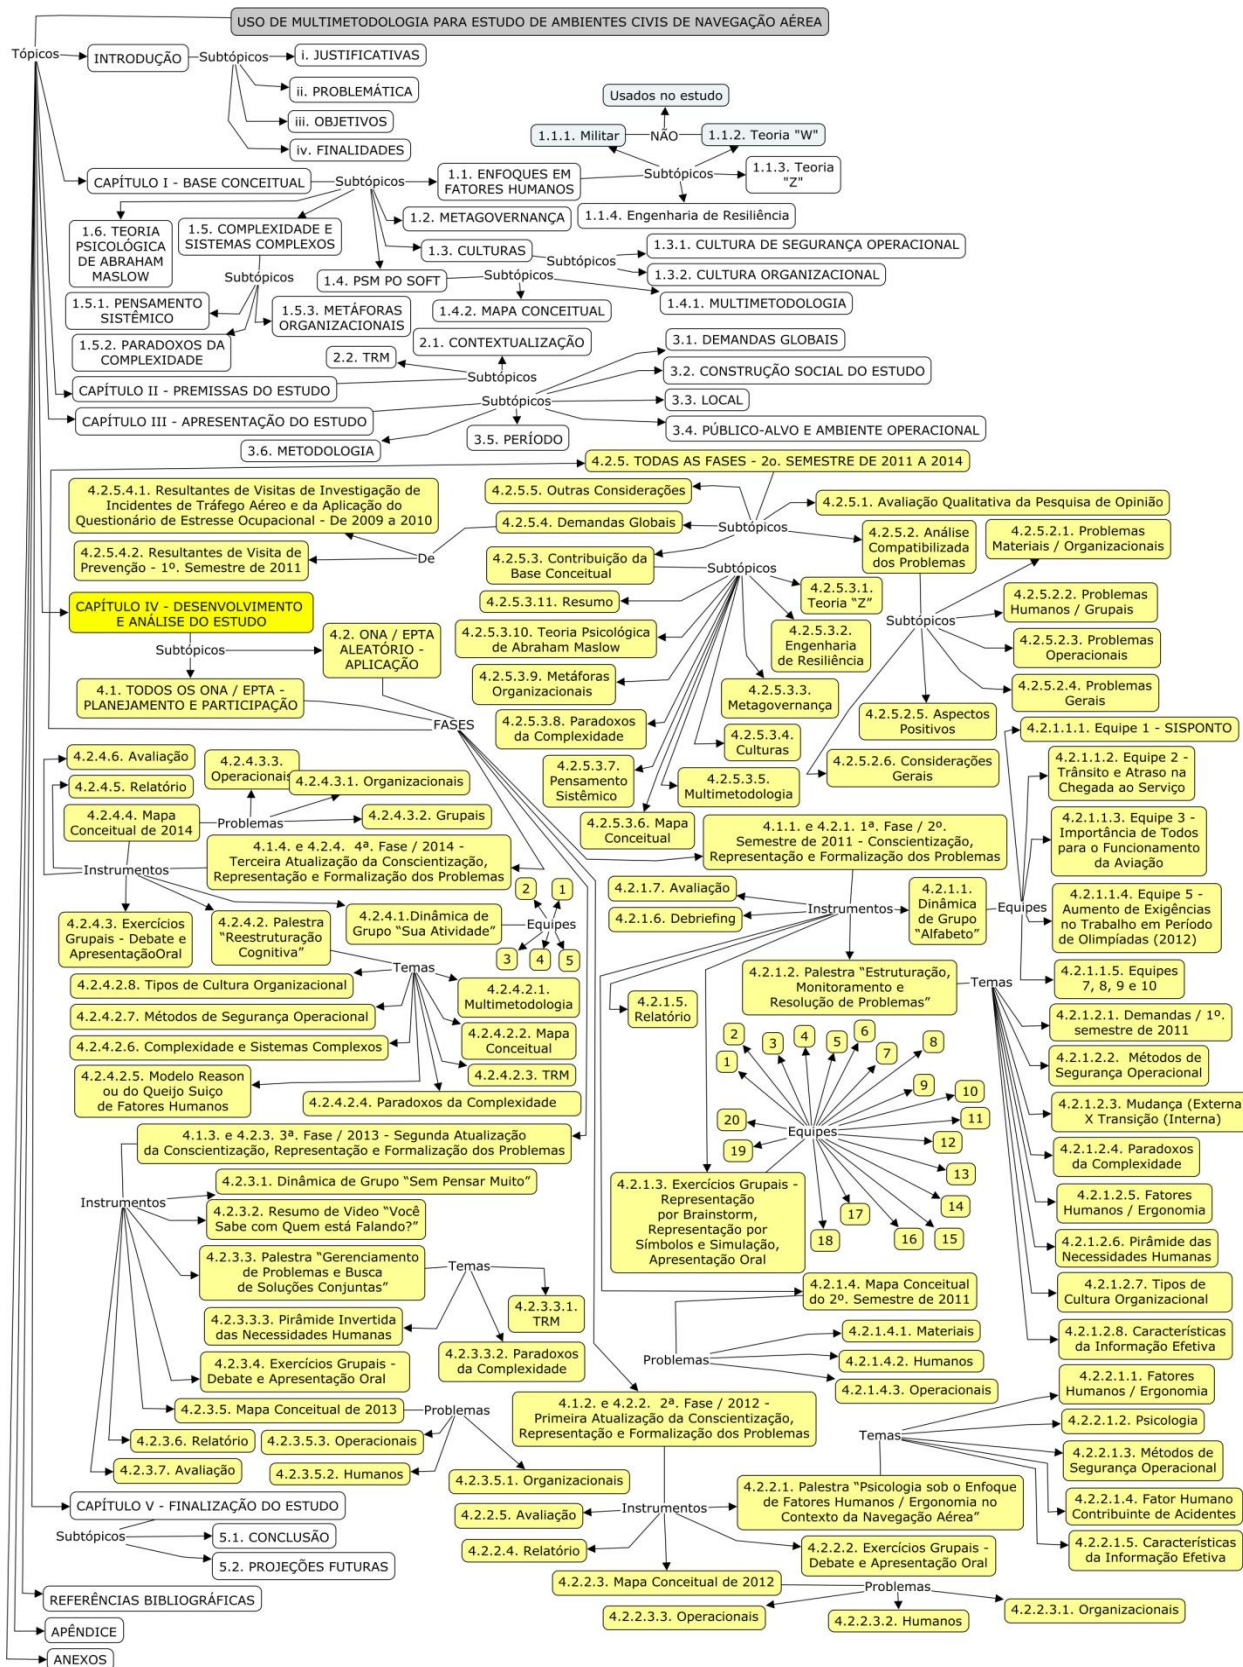 USO DE MULTIMETODOLOGIA PARA ESTUDO DE AMBIENTES CIVIS DE NAVEGAÇÃO AÉREA
Tópicos
INTRODUÇÃO
Subtópicos
i. JUSTIFICATIVAS
ii. PROBLEMÁTICA
iii. OBJETIVOS
iv. FINALIDADES
Usados no estudo
NÃO
1.1.1. Militar
1.1.2. Teoria "W"
CAPÍTULO I - BASE CONCEITUAL
Subtópicos
1.1. ENFOQUES EM
FATORES HUMANOS
Subtópicos
1.1.3. Teoria
"Z"
1.1.4. Engenharia de Resiliência
1.6. TEORIA
PSICOLÓGICA
DE ABRAHAM
MASLOW
1.5. COMPLEXIDADE E
SISTEMAS COMPLEXOS
1.2. METAGOVERNANÇA
1.3. CULTURAS
Subtópicos
1.3.1. CULTURA DE SEGURANÇA OPERACIONAL
1.3.2. CULTURA ORGANIZACIONAL
1.4. PSM PO SOFT
Subtópicos
1.4.1. MULTIMETODOLOGIA
1.4.2. MAPA CONCEITUAL
Subtópicos
1.5.1. PENSAMENTO
SISTÊMICO
1.5.3. METÁFORAS
ORGANIZACIONAIS
1.5.2. PARADOXOS DA
COMPLEXIDADE
2.1. CONTEXTUALIZAÇÃO
2.2. TRM
CAPÍTULO II - PREMISSAS DO ESTUDO
Subtópicos
3.1. DEMANDAS GLOBAIS
3.2. CONSTRUÇÃO SOCIAL DO ESTUDO
CAPÍTULO III - APRESENTAÇÃO DO ESTUDO
Subtópicos
3.3. LOCAL
3.4. PÚBLICO-ALVO E AMBIENTE OPERACIONAL
3.5. PERÍODO
3.6. METODOLOGIA
4.2.5. TODAS AS FASES - 2o. SEMESTRE DE 2011 A 2014
4.2.5.4.1. Resultantes de Visitas de Investigação de
Incidentes de Tráfego Aéreo e da Aplicação do
Questionário de Estresse Ocupacional - De 2009 a 2010
4.2.5.5. Outras Considerações
4.2.5.1. Avaliação Qualitativa da Pesquisa de Opinião
4.2.5.4. Demandas Globais
Subtópicos
4.2.5.2. Análise
Compatibilizada
dos Problemas
4.2.5.2.1. Problemas
Materiais / Organizacionais
4.2.5.4.2. Resultantes de Visita de
Prevenção - 1º. Semestre de 2011
De
4.2.5.3. Contribuição da
Base Conceitual
Subtópicos
4.2.5.3.1.
Teoria “Z”
4.2.5.2.2. Problemas
Humanos / Grupais
CAPÍTULO IV - DESENVOLVIMENTO
E ANÁLISE DO ESTUDO
4.2.5.3.11. Resumo
Subtópicos
4.2. ONA / EPTA
ALEATÓRIO -
APLICAÇÃO
4.2.5.3.10. Teoria Psicológica
de Abraham Maslow
4.2.5.3.2.
Engenharia
de Resiliência
4.2.5.2.3. Problemas
Operacionais
Subtópicos
4.2.5.3.9. Metáforas
Organizacionais
4.2.5.3.3.
Metagovernança
4.2.5.2.4. Problemas
Gerais
4.1. TODOS OS ONA / EPTA -
PLANEJAMENTO E PARTICIPAÇÃO
FASES
4.2.5.3.8. Paradoxos
da Complexidade
4.2.5.3.4.
Culturas
4.2.5.2.5. Aspectos
Positivos
4.2.5.2.6. Considerações
Gerais
4.2.5.3.7.
Pensamento
Sistêmico
4.2.5.3.5.
Multimetodologia
4.2.5.3.6. Mapa
Conceitual
4.2.1.1.1. Equipe 1 - SISPONTO
4.2.1.1.2. Equipe 2 -
Trânsito e Atraso na
Chegada ao Serviço
4.2.1.1.3. Equipe 3 -
Importância de Todos
para o Funcionamento
da Aviação
Equipes
4.2.1.1.4. Equipe 5 -
Aumento de Exigências
no Trabalho em Período
de Olimpíadas (2012)
4.2.1.1.5. Equipes
7, 8, 9 e 10
4.2.4.6. Avaliação
4.2.4.5. Relatório
4.2.4.3.3.
Operacionais
4.2.4.3.1. Organizacionais
4.2.4.4. Mapa
Conceitual de 2014
Problemas
4.2.4.3.2. Grupais
Instrumentos
4.1.4. e 4.2.4. 4ª. Fase / 2014 -
Terceira Atualização da Conscientização,
Representação e Formalização dos Problemas
4.1.1. e 4.2.1. 1ª. Fase / 2º.
Semestre de 2011 - Conscientização,
Representação e Formalização dos Problemas
4.2.1.7. Avaliação
4.2.1.6. Debriefing
Instrumentos
4.2.1.1.
Dinâmica
de Grupo
“Alfabeto”
4.2.4.3. Exercícios
Grupais - Debate e
ApresentaçãoOral
4.2.4.2. Palestra
“Reestruturação
Cognitiva”
4.2.4.1.Dinâmica de
Grupo “Sua Atividade”
Equipes
2
1
3
4
5
Temas
4.2.4.2.8. Tipos de Cultura Organizacional
4.2.4.2.1.
Multimetodologia
4.2.4.2.7. Métodos de Segurança Operacional
4.2.4.2.2. Mapa
Conceitual
4.2.4.2.6. Complexidade e Sistemas Complexos
4.2.4.2.3. TRM
4.2.4.2.5. Modelo Reason
ou do Queijo Suiço
de Fatores Humanos
4.2.4.2.4. Paradoxos da Complexidade
4.2.1.5.
Relatório
4.2.1.2. Palestra “Estruturação,
Monitoramento e
Resolução de Problemas”
Temas
4.2.1.2.1. Demandas / 1º.
semestre de 2011
4.2.1.2.2. Métodos de
Segurança Operacional
4.2.1.2.3. Mudança (Externa)
X Transição (Interna)
4.2.1.2.4. Paradoxos
da Complexidade
4.2.1.2.5. Fatores
Humanos / Ergonomia
4.2.1.2.6. Pirâmide das
Necessidades Humanas
4.2.1.2.7. Tipos de
Cultura Organizacional
4.2.1.2.8. Características
da Informação Efetiva
Equipes
1
2
3
4
5
6
7
8
9
10
11
12
13
14
15
16
17
18
19
20
4.2.1.3. Exercícios Grupais -
Representação
por Brainstorm,
Representação por
Símbolos e Simulação,
Apresentação Oral
4.2.1.4. Mapa Conceitual
do 2º. Semestre de 2011
Problemas
4.2.1.4.1. Materiais
4.2.1.4.2. Humanos
4.2.1.4.3. Operacionais
4.1.3. e 4.2.3. 3ª. Fase / 2013 - Segunda Atualização
da Conscientização, Representação e Formalização dos Problemas
Instrumentos
4.2.3.1. Dinâmica de Grupo “Sem Pensar Muito”
4.2.3.2. Resumo de Video “Você
Sabe com Quem está Falando?”
4.2.3.3. Palestra “Gerenciamento
de Problemas e Busca
de Soluções Conjuntas”
Temas
4.2.3.3.1.
TRM
4.2.3.3.3. Pirâmide Invertida
das Necessidades Humanas
4.2.3.3.2. Paradoxos
da Complexidade
4.2.3.4. Exercícios Grupais -
Debate e Apresentação Oral
4.2.3.5. Mapa Conceitual de 2013
Problemas
4.2.3.6. Relatório
4.2.3.5.3. Operacionais
4.2.3.7. Avaliação
4.2.3.5.2. Humanos
4.2.3.5.1. Organizacionais
4.1.2. e 4.2.2. 2ª. Fase / 2012 -
Primeira Atualização da Conscientização,
Representação e Formalização dos Problemas
Instrumentos
4.2.2.5. Avaliação
4.2.2.4. Relatório
4.2.2.1. Palestra “Psicologia sob o Enfoque
de Fatores Humanos / Ergonomia no
Contexto da Navegação Aérea”
Temas
4.2.2.1.1. Fatores
Humanos / Ergonomia
4.2.2.1.2. Psicologia
4.2.2.1.3. Métodos de
Segurança Operacional
4.2.2.1.4. Fator Humano
Contribuinte de Acidentes
4.2.2.1.5. Características
da Informação Efetiva
4.2.2.2. Exercícios Grupais -
Debate e Apresentação Oral
4.2.2.3. Mapa Conceitual de 2012
Problemas
4.2.2.3.3. Operacionais
4.2.2.3.2. Humanos
4.2.2.3.1. Organizacionais
CAPÍTULO V - FINALIZAÇÃO DO ESTUDO
Subtópicos
5.1. CONCLUSÃO
5.2. PROJEÇÕES FUTURAS
REFERÊNCIAS BIBLIOGRÁFICAS
APÊNDICE
ANEXOS